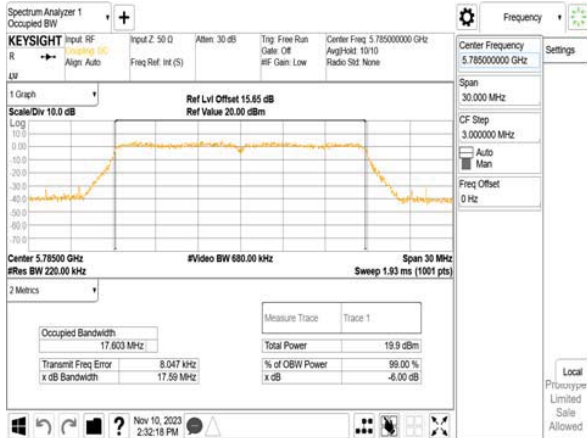 Spectrum Analyzer 1
Occupied BW
+
Frequency
KEYSIGHT
Input: RF
Coupling: DC
Align: Auto
Input Z: 50 Ω
Freq Ref: Int (S)
Atten: 30 dB
Trig: Free Run
Gate: Off
#IF Gain: Low
Center Freq: 5.785000000 GHz
Avg|Hold: 10/10
Radio Std: None
R
LXI
Center Frequency
5.785000000 GHz
Settings
Span
30.000 MHz
CF Step
3.000000 MHz
Auto
Man
Freq Offset
0 Hz
1 Graph
Scale/Div 10.0 dB
Ref Lvl Offset 15.65 dB
Ref Value 20.00 dBm
Log
10.0
0.00
-10.0
-20.0
-30.0
-40.0
-50.0
-60.0
-70.0
Center 5.78500 GHz
#Video BW 680.00 kHz
Span 30 MHz
#Res BW 220.00 kHz
Sweep 1.93 ms (1001 pts)
2 Metrics
Measure Trace
Trace 1
Occupied Bandwidth
17.603 MHz
Total Power
19.9 dBm
Transmit Freq Error
8.047 kHz
% of OBW Power
99.00 %
x dB Bandwidth
17.59 MHz
x dB
-6.00 dB
Local
Prototype
Limited
Sale
Allowed
?
Nov 10, 2023
2:32:18 PM